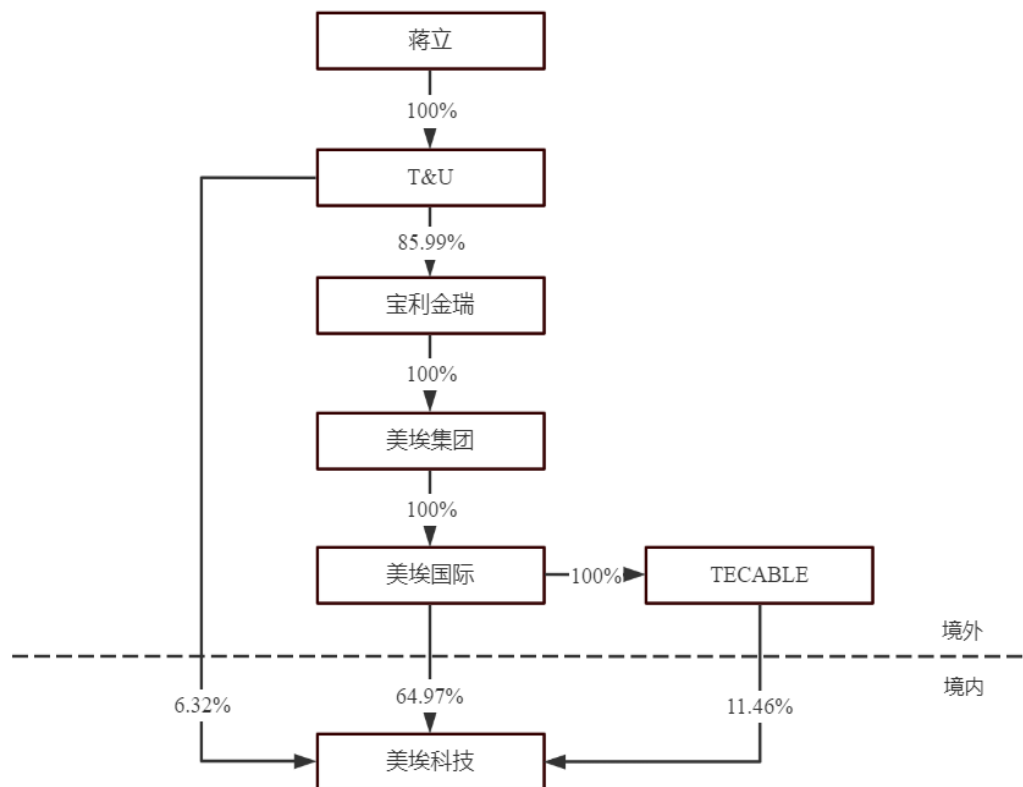 蒋立
100%
T&U
85.99%
宝利金瑞
100%
美埃集团
100%
美埃国际
100%
TECABLE
境外
境内
6.32%
64.97%
11.46%
美埃科技